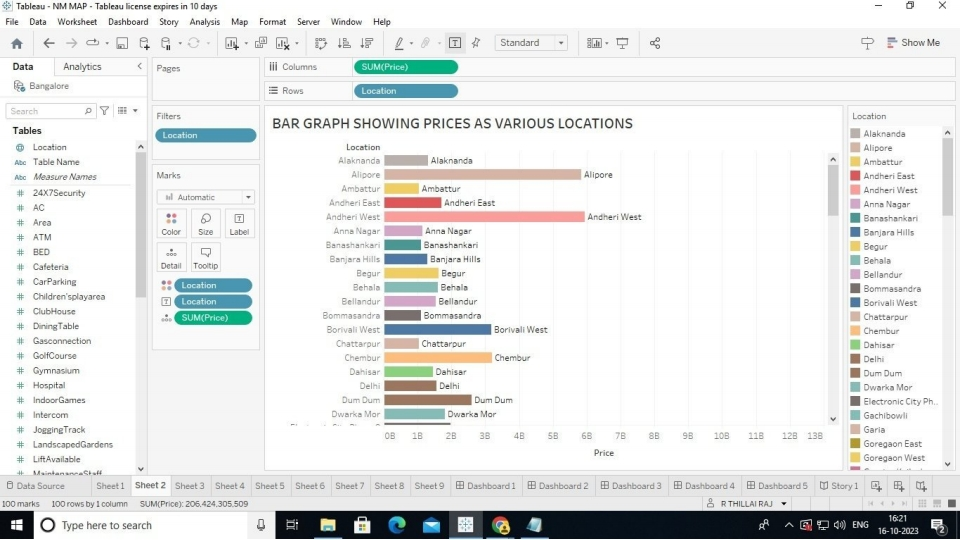 Tableau - NM MAP - Tableau license expires in 10 days
File Data Worksheet Dashboard Story Analysis Map Format Server Window Help
Standard
Show Me
Data Analytics
Bangalore
Search
Tables
Location
Abc Table Name
Abc Measure Names
24X7Security
AC
Area
ATM
BED
Cafeteria
CarParking
Children'splayarea
ClubHouse
DiningTable
Gasconnection
GolfCourse
Gymnasium
Hospital
IndoorGames
Intercom
JoggingTrack
LandscapedGardens
LiftAvailable
MaintenanceStaff
Pages
Filters
Location
Marks
Automatic
Color Size Label
Detail Tooltip
Location
Location
SUM(Price)
Columns SUM(Price)
Rows Location
BAR GRAPH SHOWING PRICES AS VARIOUS LOCATIONS
Location
Alaknanda Alaknanda
Alipore Alipore
Ambattur Ambattur
Andheri East Andheri East
Andheri West Andheri West
Anna Nagar Anna Nagar
Banashankari Banashankari
Banjara Hills Banjara Hills
Begur Begur
Behala Behala
Bellandur Bellandur
Bommasandra Bommasandra
Borivali West Borivali West
Chattarpur Chattarpur
Chembur Chembur
Dahisar Dahisar
Delhi Delhi
Dum Dum Dum Dum
Dwarka Mor Dwarka Mor
0B 1B 2B 3B 4B 5B 6B 7B 8B 9B 10B 11B 12B 13B
Price
Location
Alaknanda
Alipore
Ambattur
Andheri East
Andheri West
Anna Nagar
Banashankari
Banjara Hills
Begur
Behala
Bellandur
Bommasandra
Borivali West
Chattarpur
Chembur
Dahisar
Delhi
Dum Dum
Dwarka Mor
Electronic City Ph...
Gachibowli
Garia
Goregaon East
Goregaon West
Data Source Sheet 1 Sheet 2 Sheet 3 Sheet 4 Sheet 5 Sheet 6 Sheet 7 Sheet 8 Sheet 9 Dashboard 1 Dashboard 2 Dashboard 3 Dashboard 4 Dashboard 5 Story 1
100 marks 100 rows by 1 column SUM(Price): 206,424,305,509 R THILLAI RAJ
Type here to search
ENG
16:21
16-10-2023
2